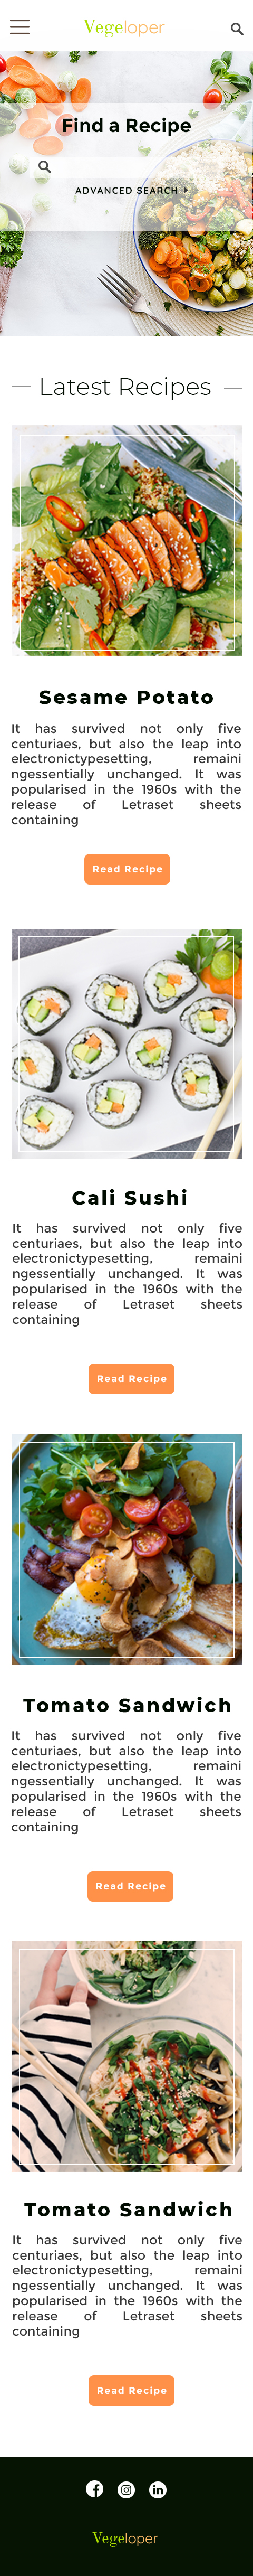 Vegeloper
Find a Recipe
ADVANCED SEARCH
Latest Recipes
Sesame Potato
It has survived not only five
centuriaes, but also the leap into
electronictypesetting, remaini
ngessentially unchanged. It was
popularised in the 1960s with the
release of Letraset sheets
containing
Read Recipe
Cali Sushi
It has survived not only five
centuriaes, but also the leap into
electronictypesetting, remaini
ngessentially unchanged. It was
popularised in the 1960s with the
release of Letraset sheets
containing
Read Recipe
Tomato Sandwich
It has survived not only five
centuriaes, but also the leap into
electronictypesetting, remaini
ngessentially unchanged. It was
popularised in the 1960s with the
release of Letraset sheets
containing
Read Recipe
Tomato Sandwich
It has survived not only five
centuriaes, but also the leap into
electronictypesetting, remaini
ngessentially unchanged. It was
popularised in the 1960s with the
release of Letraset sheets
containing
Read Recipe
Vegeloper